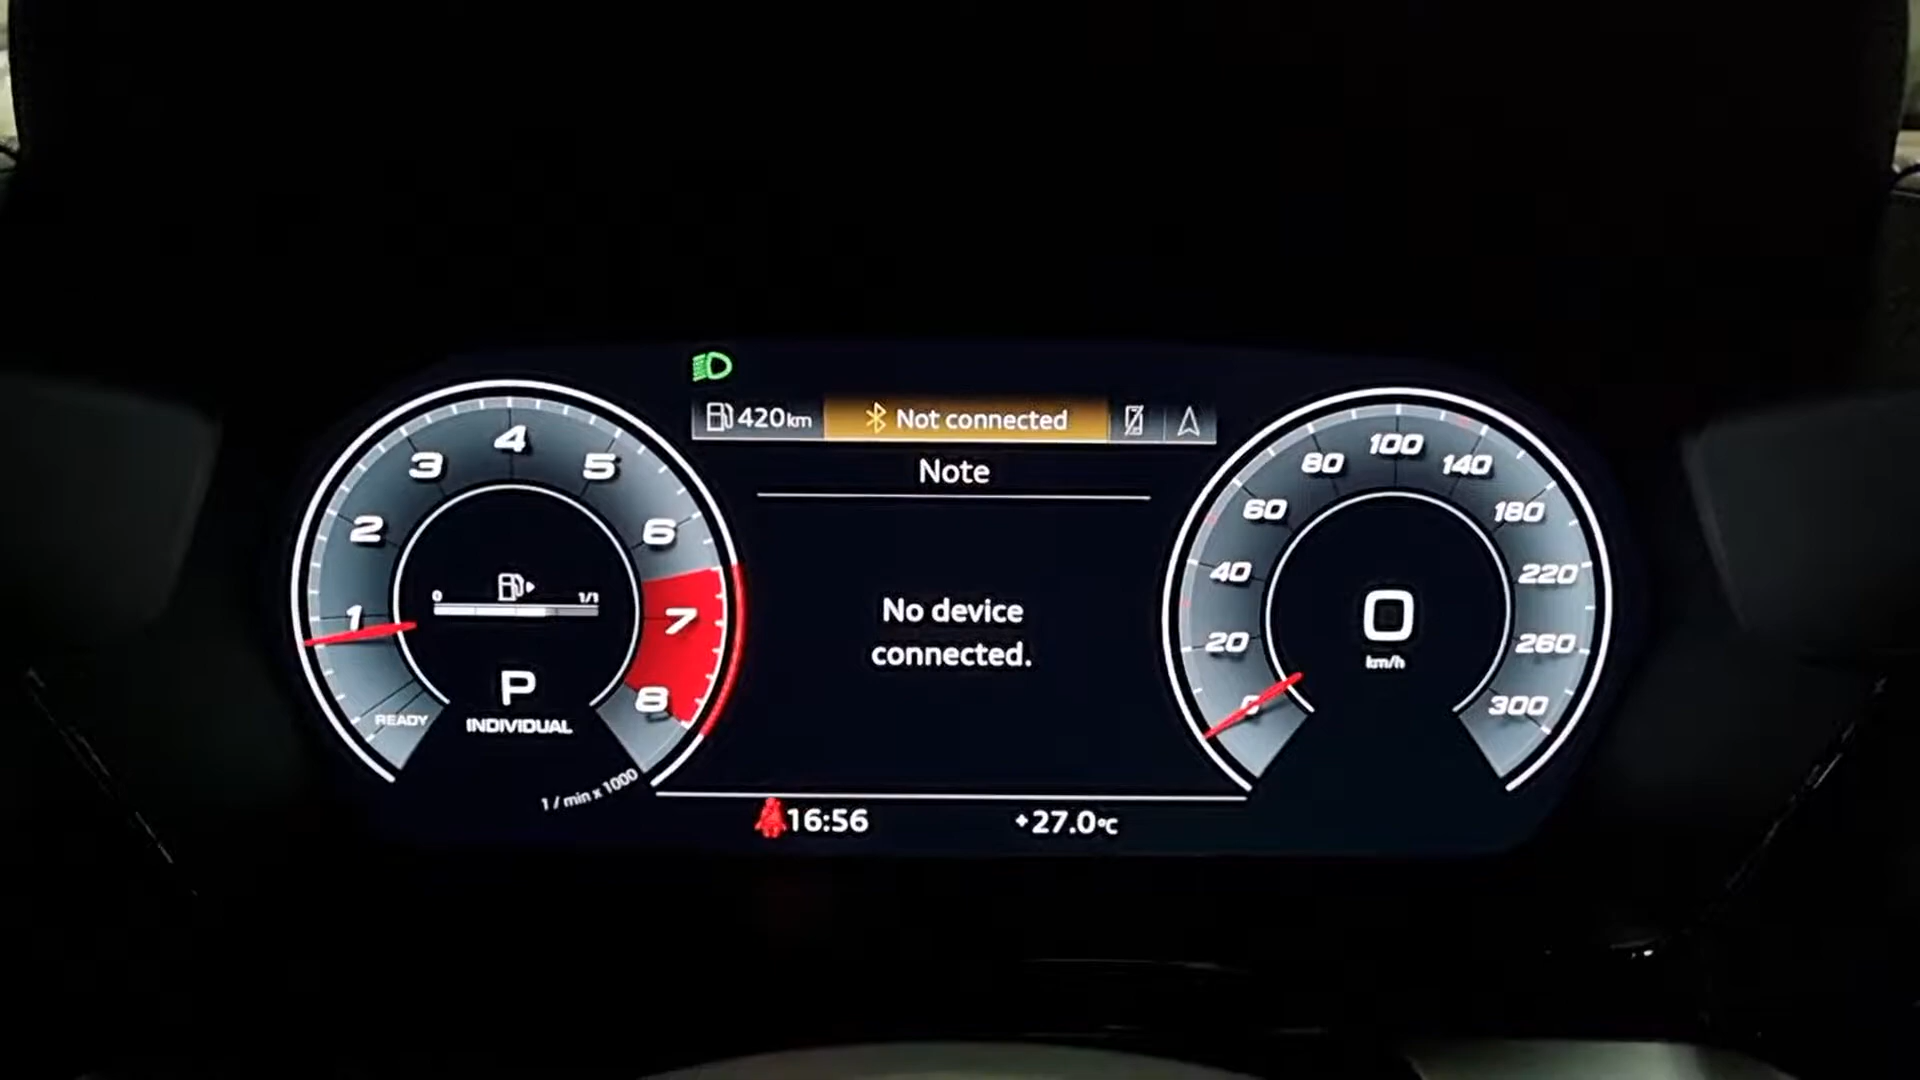 420km
Not connected
Note
No device
connected.
1
2
3
4
5
6
7
8
READY
0
1/1
P
INDIVIDUAL
1 / min x 1000
0
20
40
60
80
100
140
180
220
260
300
0
km/h
16:56
+27.0°C